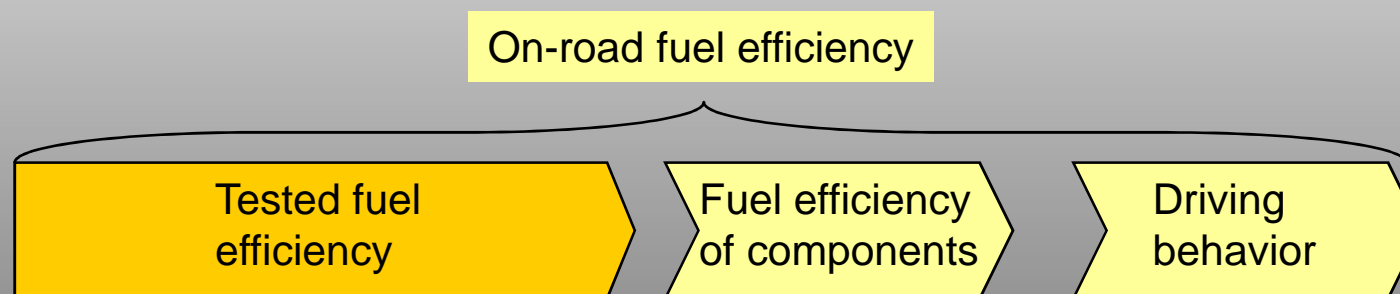 On-road fuel efficiency
Tested fuel
efficiency
Fuel efficiency
of components
Driving
behavior